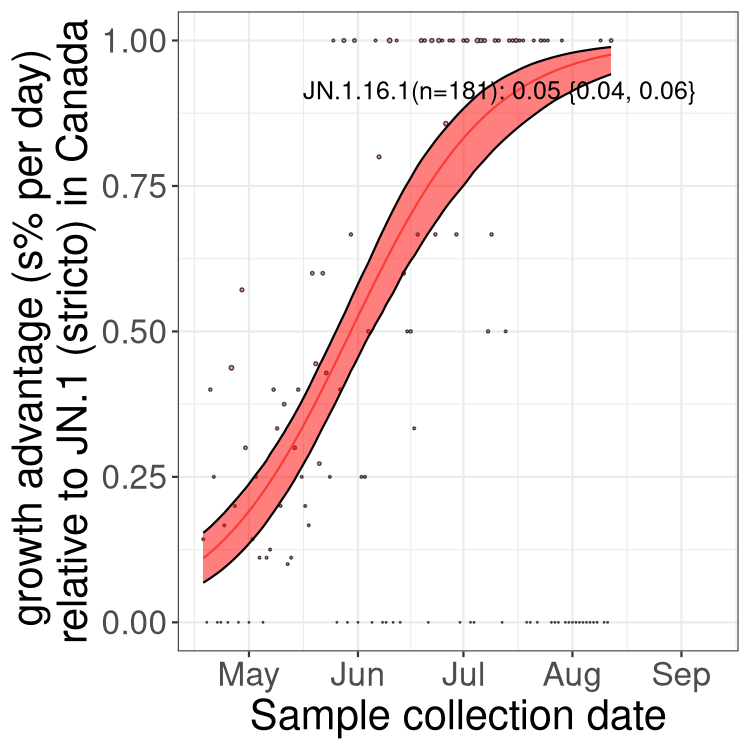 growth advantage (s% per day)
relative to JN.1 (stricto) in Canada
1.00
0.75
0.50
0.25
0.00
JN.1.16.1(n=181): 0.05 {0.04, 0.06}
May Jun Jul Aug Sep
Sample collection date